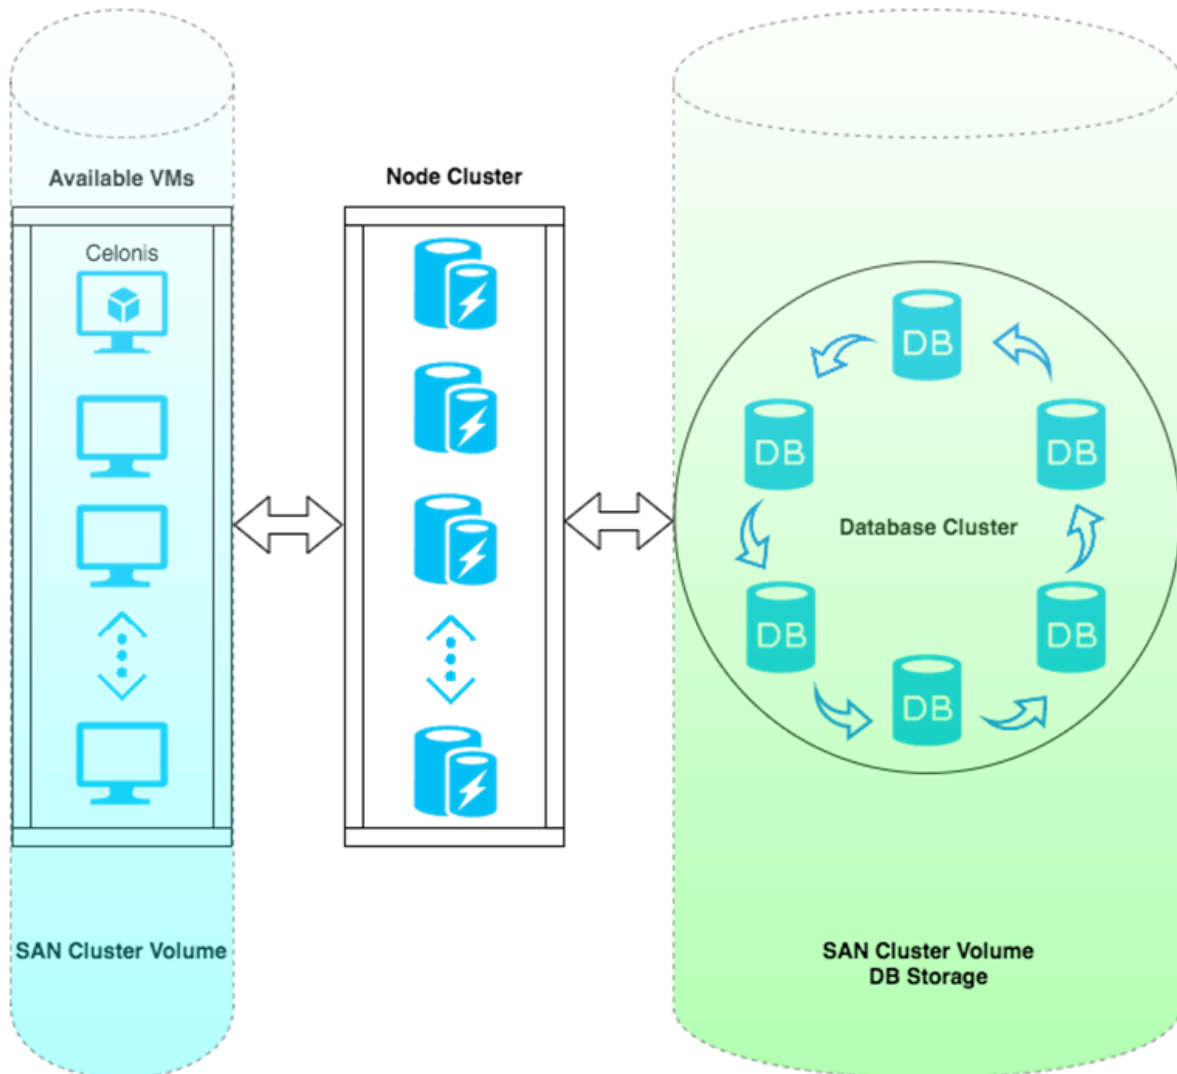 Available VMs
Celonis
SAN Cluster Volume
Node Cluster
DB
DB
DB
Database Cluster
DB
DB
DB
SAN Cluster Volume
DB Storage